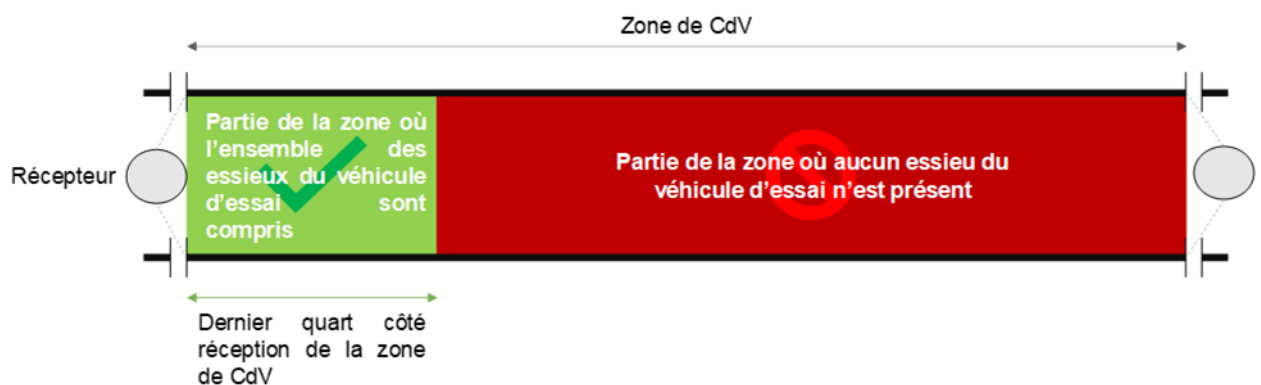 Zone de CdV
Partie de la zone où
l’ensemble des
essieux du véhicule
d’essai sont
compris
Partie de la zone où aucun essieu du
véhicule d’essai n’est présent
Récepteur
Dernier quart côté
réception de la zone
de CdV